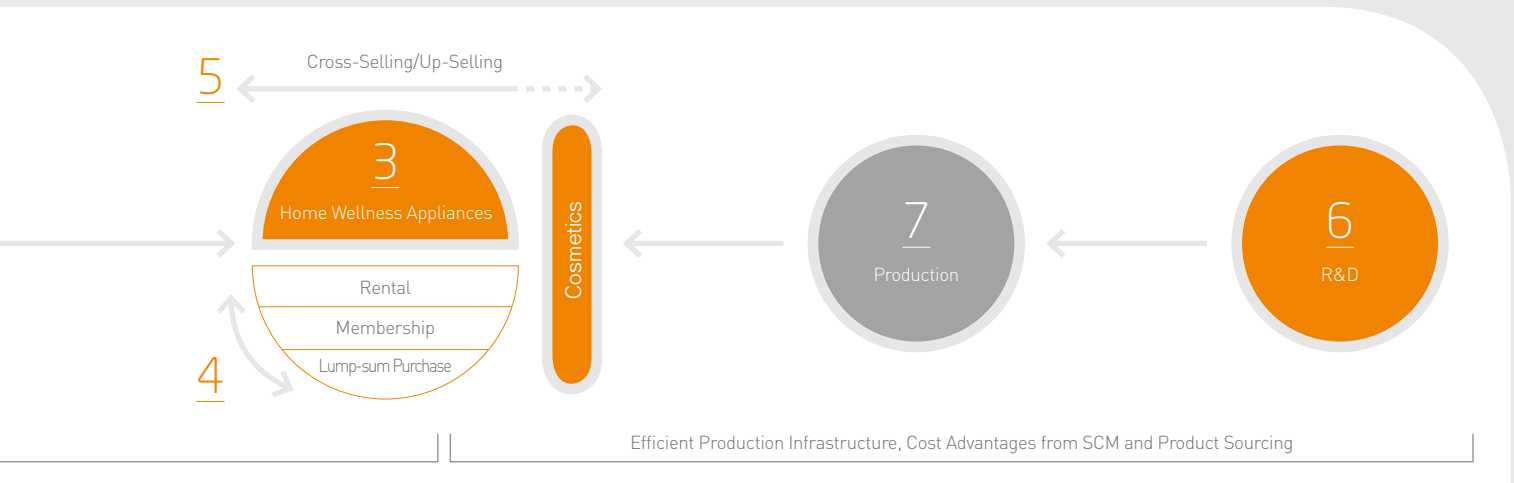 5
Cross-Selling/Up-Selling
3
Home Wellness Appliances
Rental
Membership
Lump-sum Purchase
4
Cosmetics
7
Production
6
R&D
Efficient Production Infrastructure, Cost Advantages from SCM and Product Sourcing